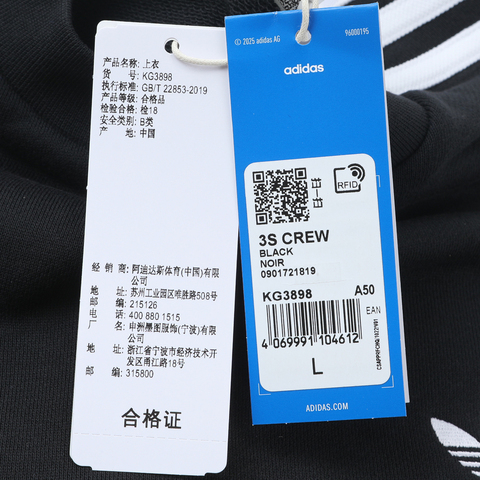 产品名称: 上衣
货 号: KG3898
执行标准: GB/T 22853-2019
产品等级: 合格品
检验合格: 检18
安全类别: B类
产 地: 中国
经 销 商: 阿迪达斯体育(中国)有限公司
地 址: 苏州工业园区唯胜路508号
邮 编: 215126
电 话: 400 880 1515
厂 名: 申洲墨图服饰(宁波)有限公司
地 址: 浙江省宁波市经济技术开发区甬江路18号
邮 编: 315800
合格证
© 2025 adidas AG
96000195
adidas
RFID
3S CREW
BLACK
NOIR
0901721819
KG3898 A50
EAN
4 069991 104612
L
ADIDAS.COM